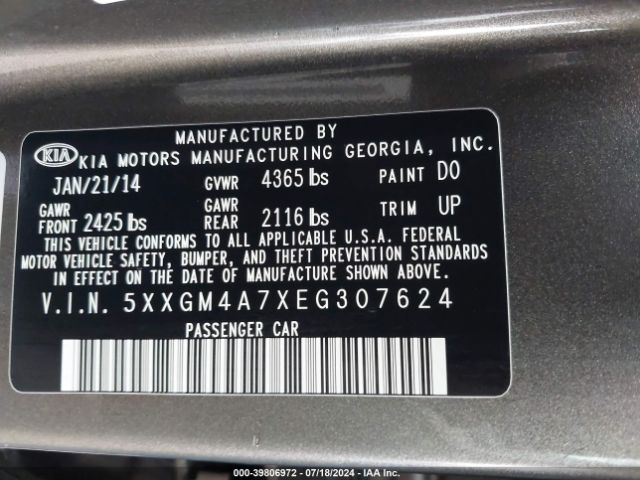 MANUFACTURED BY
KIA KIA MOTORS MANUFACTURING GEORGIA, INC.
JAN/21/14 GVWR 4365 lbs PAINT D0
GAWR FRONT 2425 lbs GAWR REAR 2116 lbs TRIM UP
THIS VEHICLE CONFORMS TO ALL APPLICABLE U.S.A. FEDERAL
MOTOR VEHICLE SAFETY, BUMPER, AND THEFT PREVENTION STANDARDS
IN EFFECT ON THE DATE OF MANUFACTURE SHOWN ABOVE.
V.I.N. 5XXGM4A7XEG307624
PASSENGER CAR
000-39806972 | 07/18/2024 - IAA Inc.